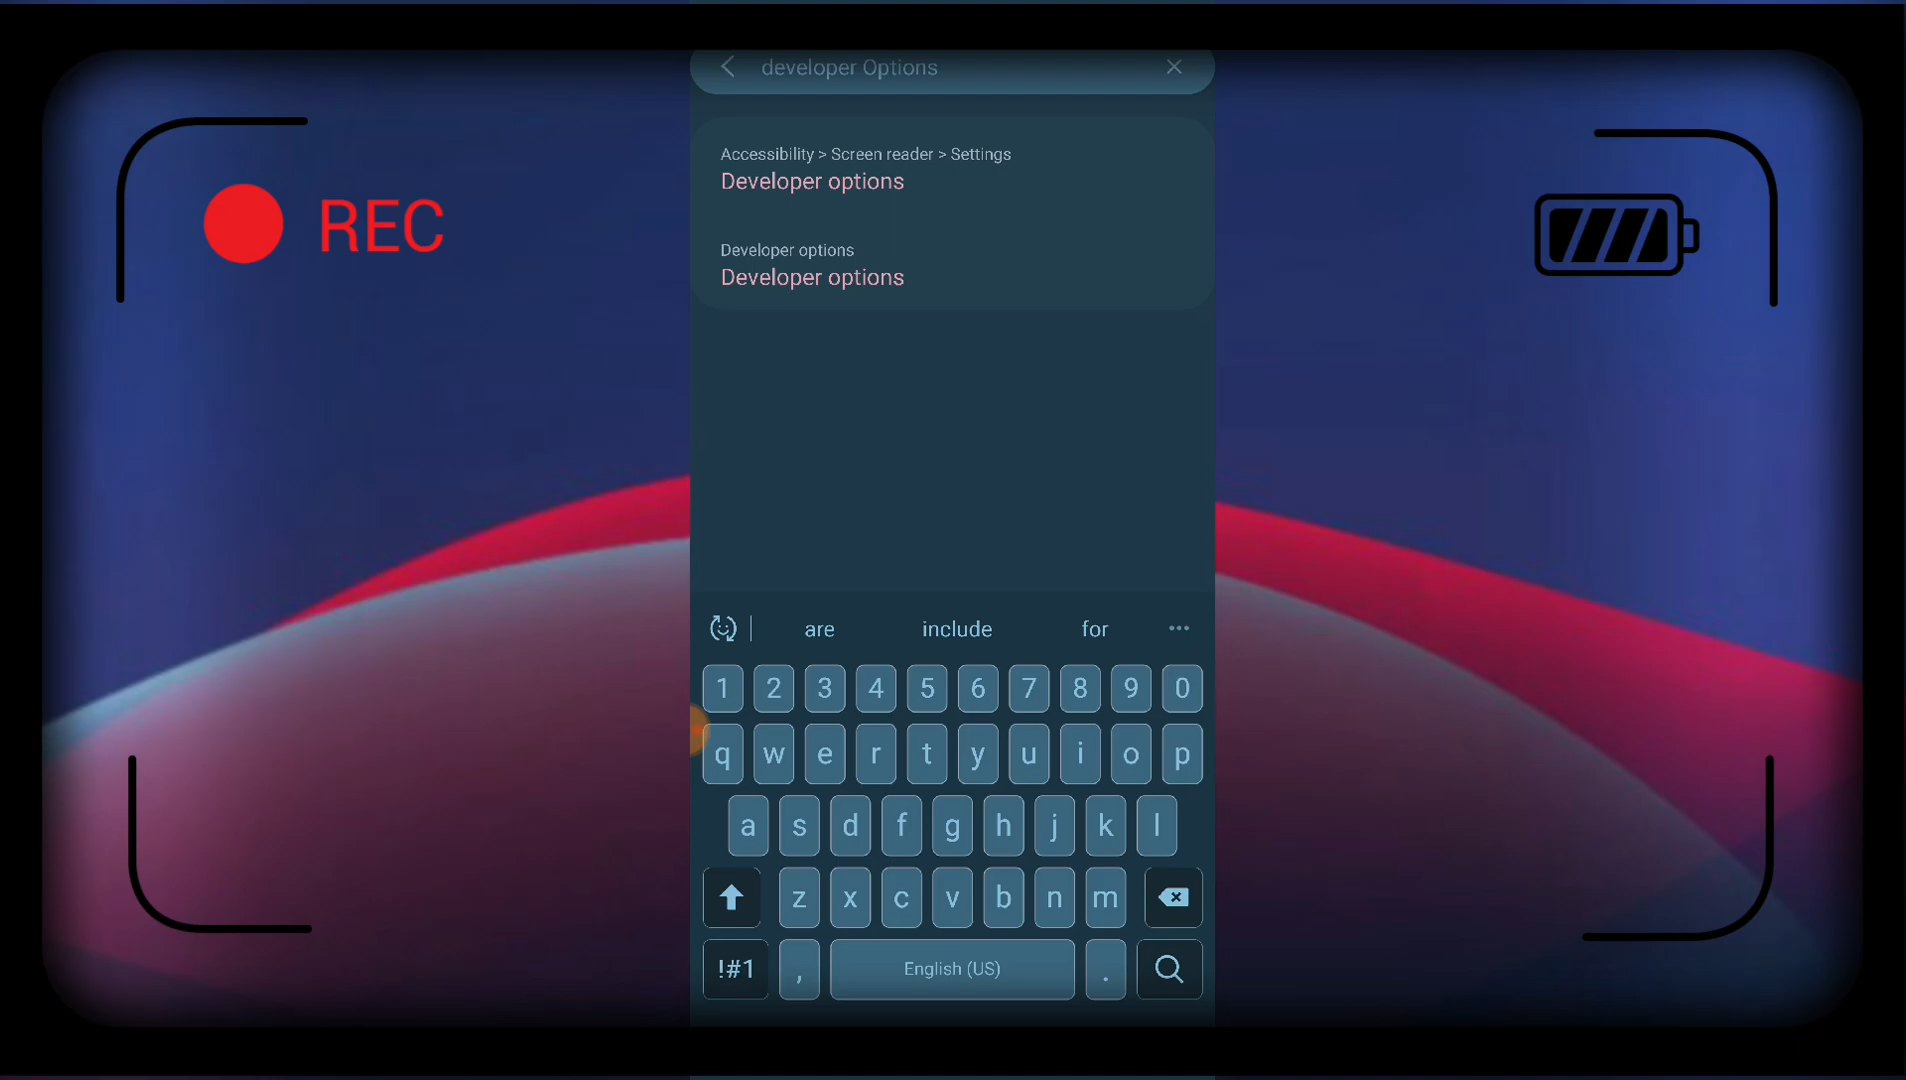 developer Options
REC
Accessibility > Screen reader > Settings
Developer options
Developer options
Developer options
are include for •••
1 2 3 4 5 6 7 8 9 0
q w e r t y u i o p
a s d f g h j k l
z x c v b n m
!#1 , English (US) .